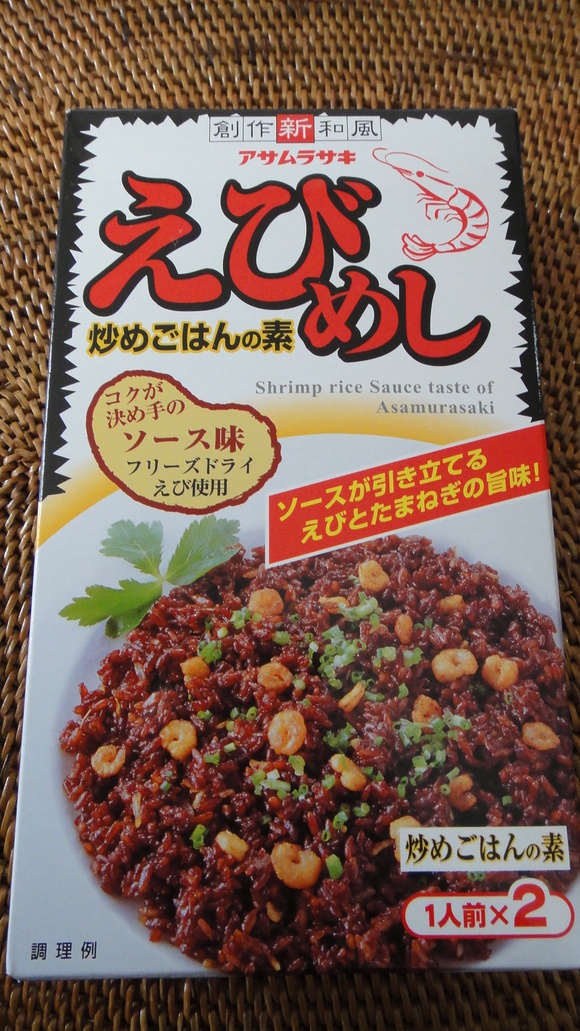 創作新和風
アサムラサキ
えびめし
炒めごはんの素
Shrimp rice Sauce taste of
Asamurasaki
コクが
決め手の
ソース味
フリーズドライ
えび使用
ソースが引き立てる
えびとたまねぎの旨味!
炒めごはんの素
1人前×2
調理例